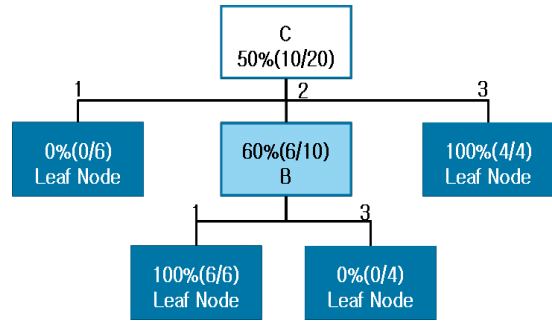 C
50%(10/20)
1
2
3
0%(0/6)
Leaf Node
60%(6/10)
B
100%(4/4)
Leaf Node
1
3
100%(6/6)
Leaf Node
0%(0/4)
Leaf Node